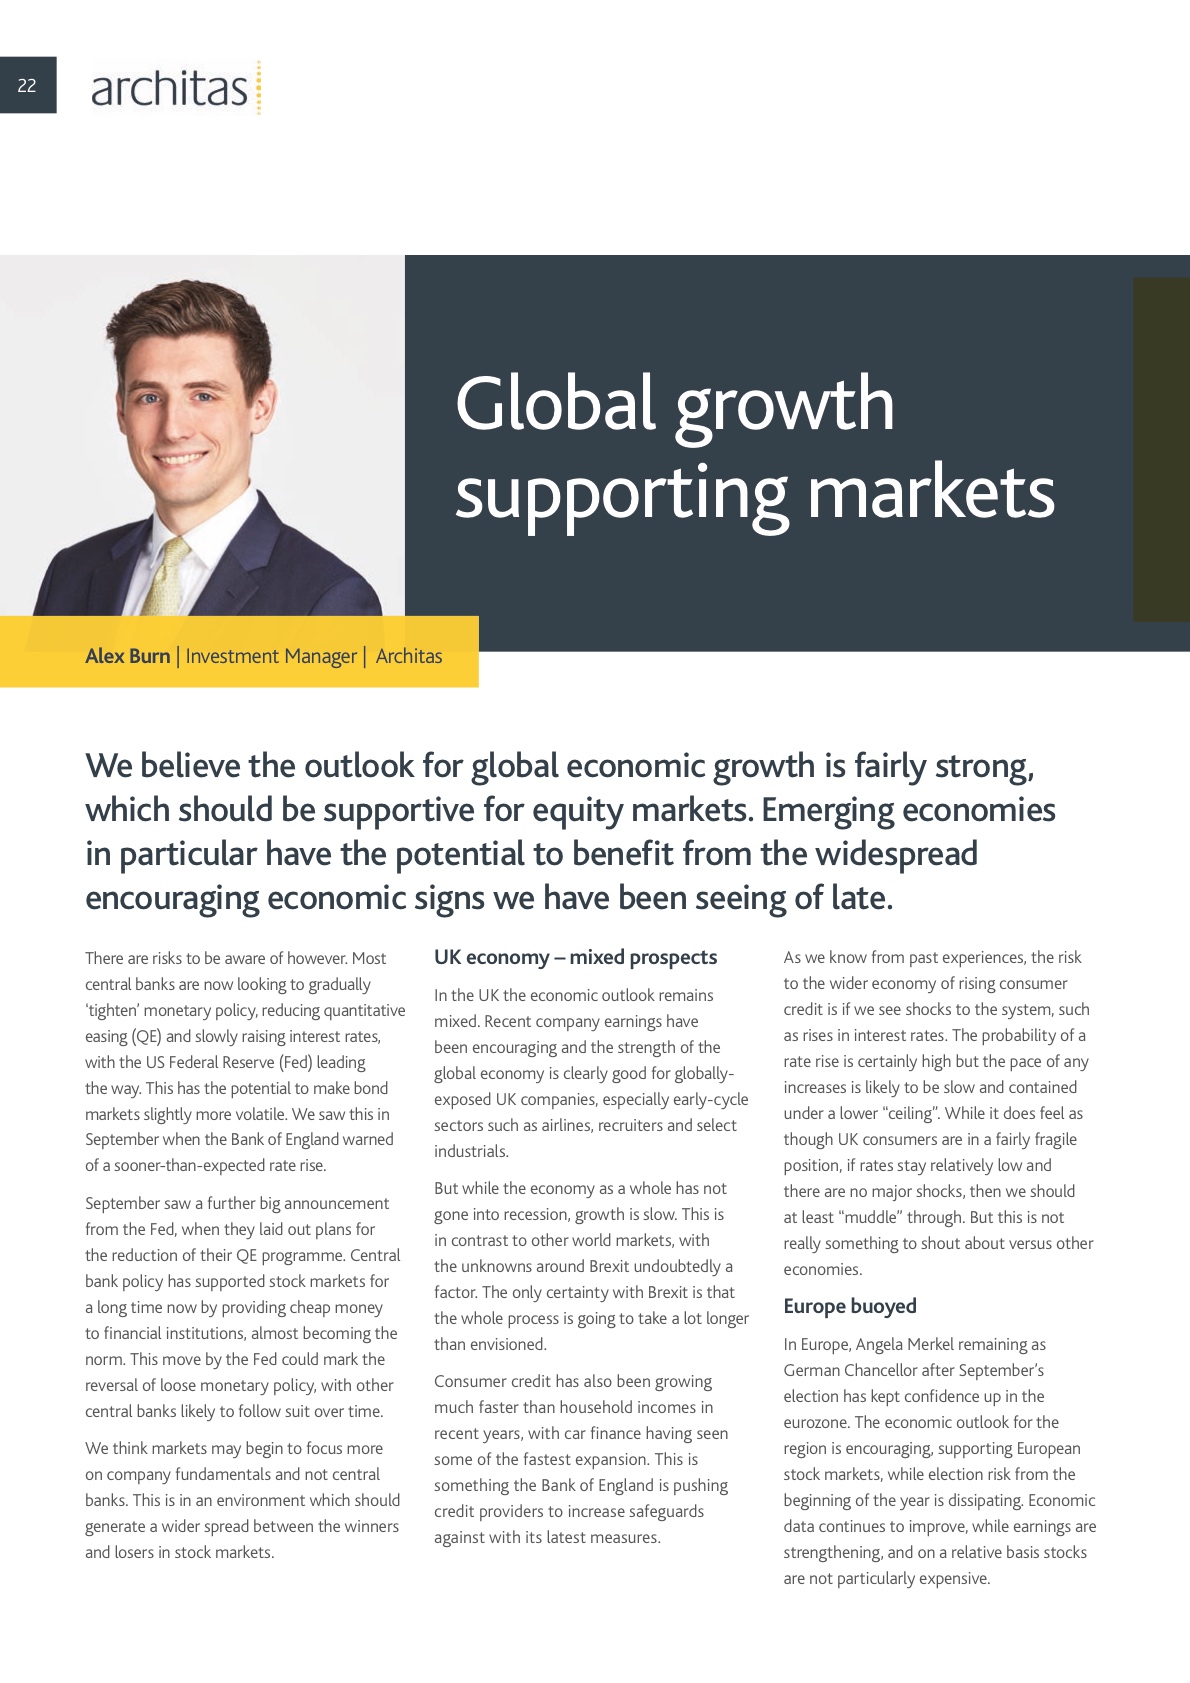 22
architas
Global growth
supporting markets
Alex Burn | Investment Manager | Architas
We believe the outlook for global economic growth is fairly strong,
which should be supportive for equity markets. Emerging economies
in particular have the potential to benefit from the widespread
encouraging economic signs we have been seeing of late.
There are risks to be aware of however. Most
central banks are now looking to gradually
‘tighten’ monetary policy, reducing quantitative
easing (QE) and slowly raising interest rates,
with the US Federal Reserve (Fed) leading
the way. This has the potential to make bond
markets slightly more volatile. We saw this in
September when the Bank of England warned
of a sooner-than-expected rate rise.
September saw a further big announcement
from the Fed, when they laid out plans for
the reduction of their QE programme. Central
bank policy has supported stock markets for
a long time now by providing cheap money
to financial institutions, almost becoming the
norm. This move by the Fed could mark the
reversal of loose monetary policy, with other
central banks likely to follow suit over time.
We think markets may begin to focus more
on company fundamentals and not central
banks. This is in an environment which should
generate a wider spread between the winners
and losers in stock markets.
UK economy – mixed prospects
In the UK the economic outlook remains
mixed. Recent company earnings have
been encouraging and the strength of the
global economy is clearly good for globally-
exposed UK companies, especially early-cycle
sectors such as airlines, recruiters and select
industrials.
But while the economy as a whole has not
gone into recession, growth is slow. This is
in contrast to other world markets, with
the unknowns around Brexit undoubtedly a
factor. The only certainty with Brexit is that
the whole process is going to take a lot longer
than envisioned.
Consumer credit has also been growing
much faster than household incomes in
recent years, with car finance having seen
some of the fastest expansion. This is
something the Bank of England is pushing
credit providers to increase safeguards
against with its latest measures.
As we know from past experiences, the risk
to the wider economy of rising consumer
credit is if we see shocks to the system, such
as rises in interest rates. The probability of a
rate rise is certainly high but the pace of any
increases is likely to be slow and contained
under a lower “ceiling”. While it does feel as
though UK consumers are in a fairly fragile
position, if rates stay relatively low and
there are no major shocks, then we should
at least “muddle” through. But this is not
really something to shout about versus other
economies.
Europe buoyed
In Europe, Angela Merkel remaining as
German Chancellor after September’s
election has kept confidence up in the
eurozone. The economic outlook for the
region is encouraging, supporting European
stock markets, while election risk from the
beginning of the year is dissipating. Economic
data continues to improve, while earnings are
strengthening, and on a relative basis stocks
are not particularly expensive.